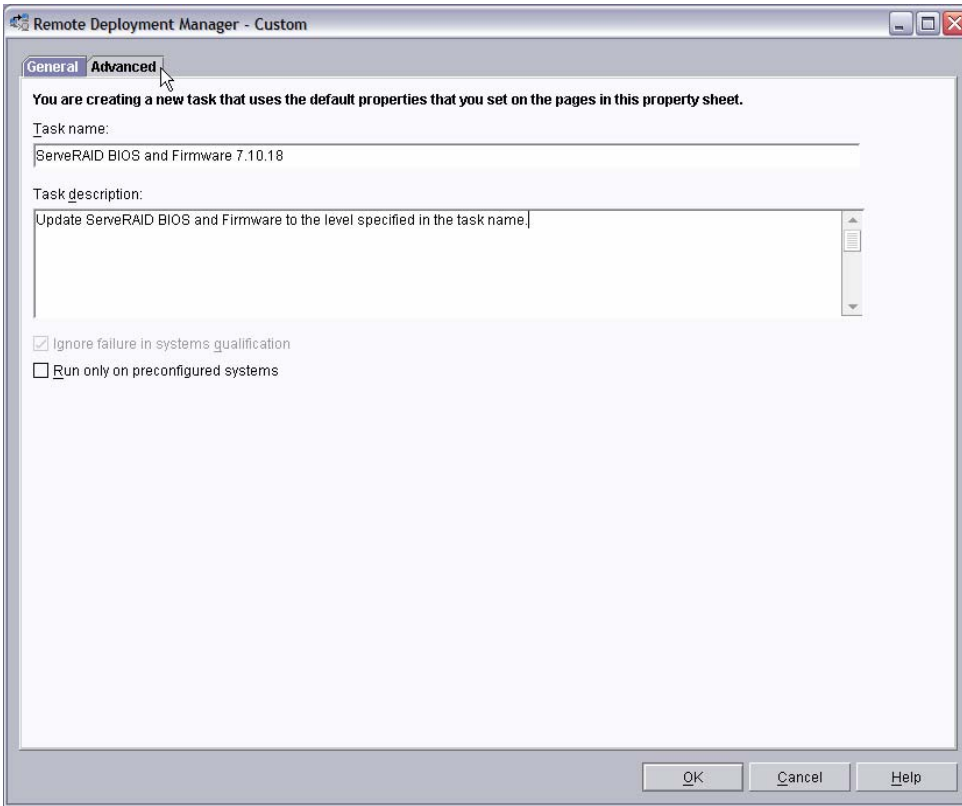 Remote Deployment Manager - Custom
General Advanced
You are creating a new task that uses the default properties that you set on the pages in this property sheet.
Task name:
ServeRAID BIOS and Firmware 7.10.18
Task description:
Update ServeRAID BIOS and Firmware to the level specified in the task name.
Ignore failure in systems qualification
Run only on preconfigured systems
OK Cancel Help